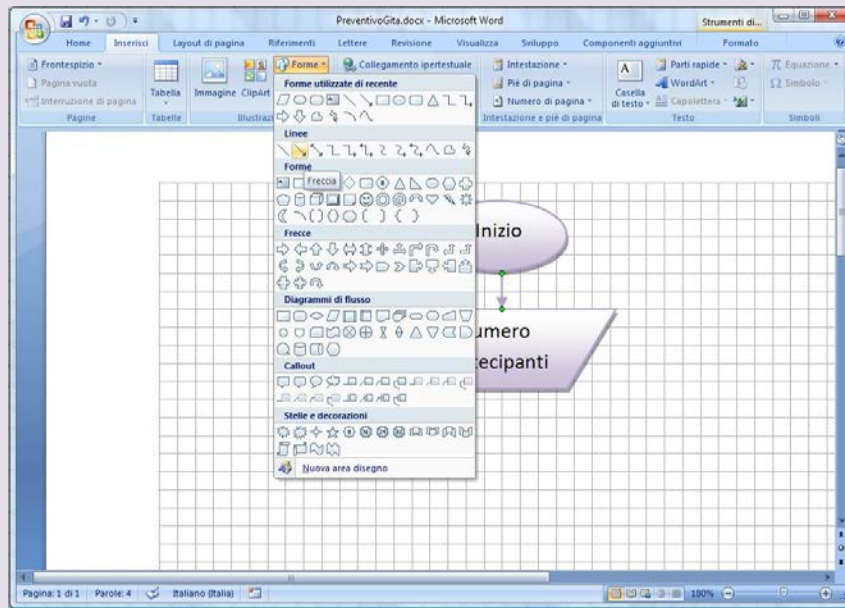 PreventivoGita.docx - Microsoft Word
Strumenti di...
Home Inserisci Layout di pagina Riferimenti Lettere Revisione Visualizza Sviluppo Componenti aggiuntivi Formato
Frontespizio
Pagina vuota
Interruzione di pagina
Pagine
Tabella
Tabelle
Immagine
ClipArt
Illustrazi
Forme
Collegamento ipertestuale
Intestazione
Piè di pagina
Numero di pagina
Intestazione e piè di pagina
A
Casella
di testo
Parti rapide
WordArt
Capolettera
Testo
Equazione
Simbolo
Simboli
Forme utilizzate di recente
Linee
Forme
Freccia
Frecce
Diagrammi di flusso
Callout
Stelle e decorazioni
Nuova area disegno
Inizio
umero
tecipanti
Pagina: 1 di 1 Parole: 4 Italiano (Italia) 180%